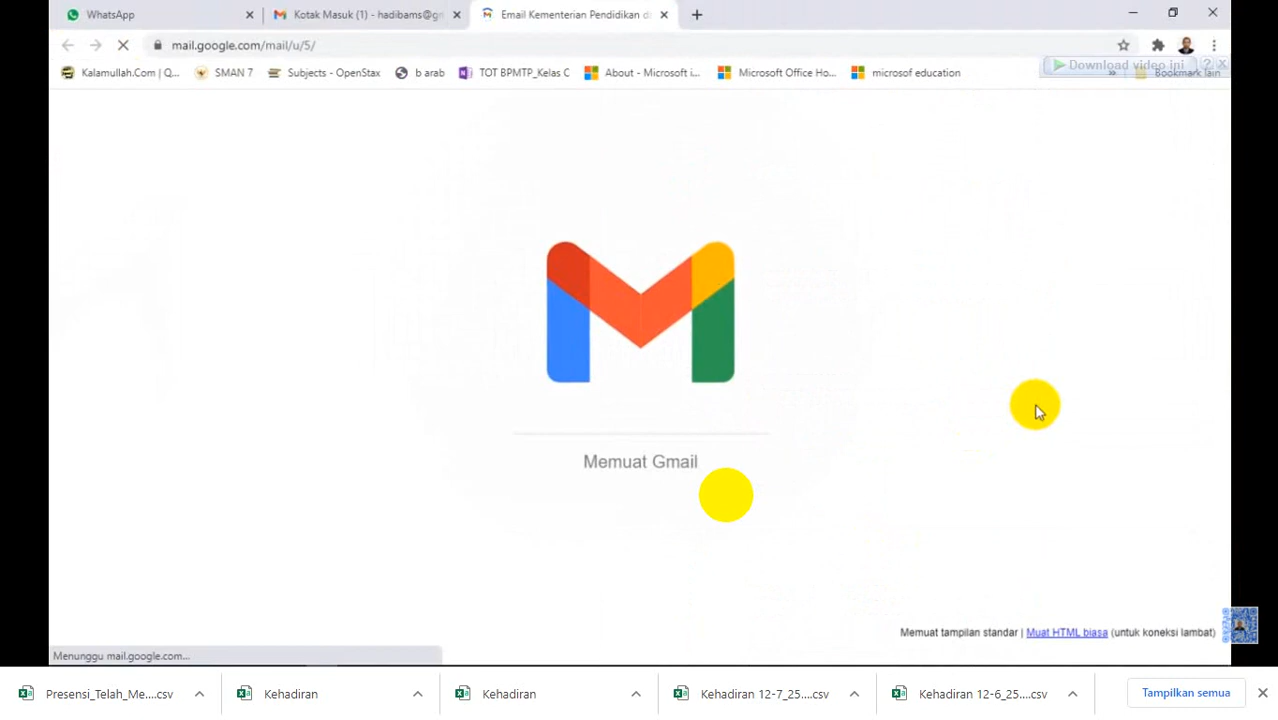 WhatsApp
Kotak Masuk (1) - hadibams@gm
Email Kementerian Pendidikan da
mail.google.com/mail/u/5/
Kalamullah.Com | Q...
SMAN 7
Subjects - OpenStax
b arab
TOT BPMTP_Kelas C
About - Microsoft i...
Microsoft Office Ho...
microsof education
» Bookmark lain
Download video ini ? X
Memuat Gmail
Memuat tampilan standar | Muat HTML biasa (untuk koneksi lambat)
Menunggu mail.google.com...
Presensi_Telah_Me....csv
Kehadiran
Kehadiran
Kehadiran 12-7_25....csv
Kehadiran 12-6_25....csv
Tampilkan semua